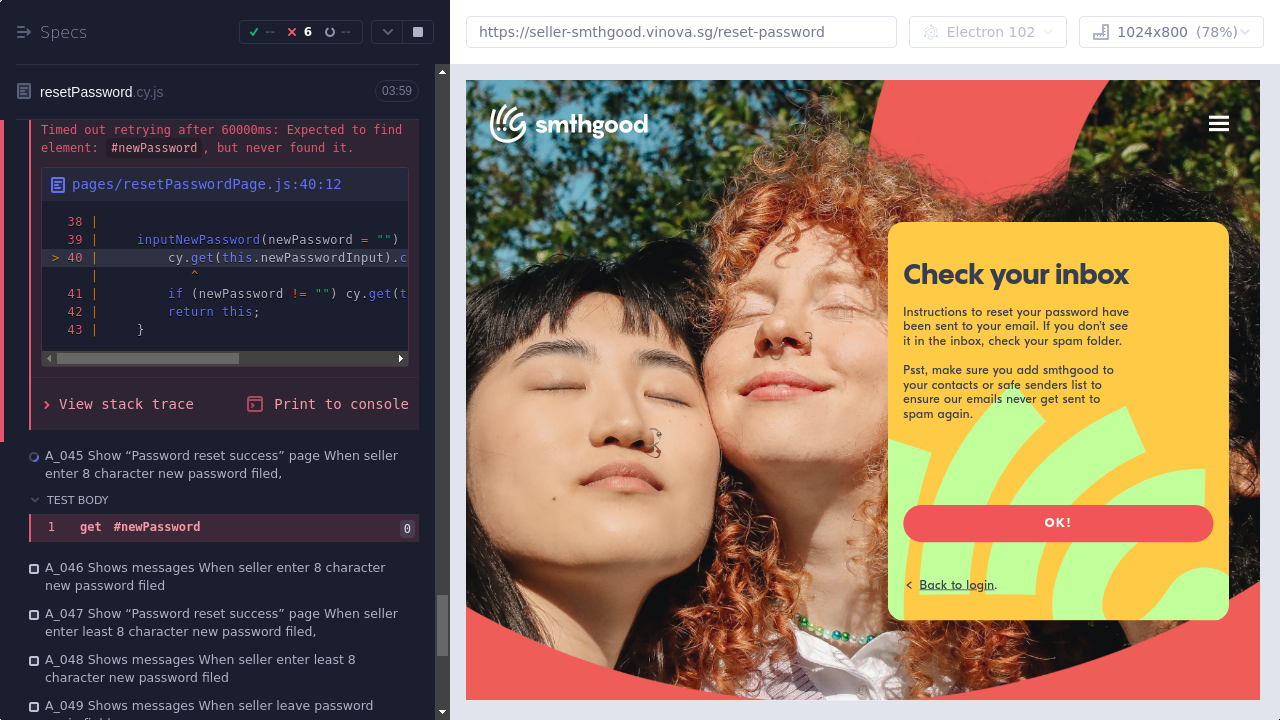 Specs
--
6
--
https://seller-smthgood.vinova.sg/reset-password
Electron 102
1024x800 (78%)
resetPassword.cy.js
03:59
Timed out retrying after 60000ms: Expected to find
element: #newPassword, but never found it.
pages/resetPasswordPage.js:40:12
38 |
39 |     inputNewPassword(newPassword = "")
> 40 |         cy.get(this.newPasswordInput).c
|            ^
41 |         if (newPassword != "") cy.get(t
42 |         return this;
43 |     }
View stack trace
Print to console
A_045 Show “Password reset success” page When seller
enter 8 character new password filed,
TEST BODY
1 get #newPassword 0
A_046 Shows messages When seller enter 8 character
new password filed
A_047 Show “Password reset success” page When seller
enter least 8 character new password filed,
A_048 Shows messages When seller enter least 8
character new password filed
A_049 Shows messages When seller leave password
smthgood
Check your inbox
Instructions to reset your password have
been sent to your email. If you don't see
it in the inbox, check your spam folder.
Psst, make sure you add smthgood to
your contacts or safe senders list to
ensure our emails never get sent to
spam again.
OK!
< Back to login.